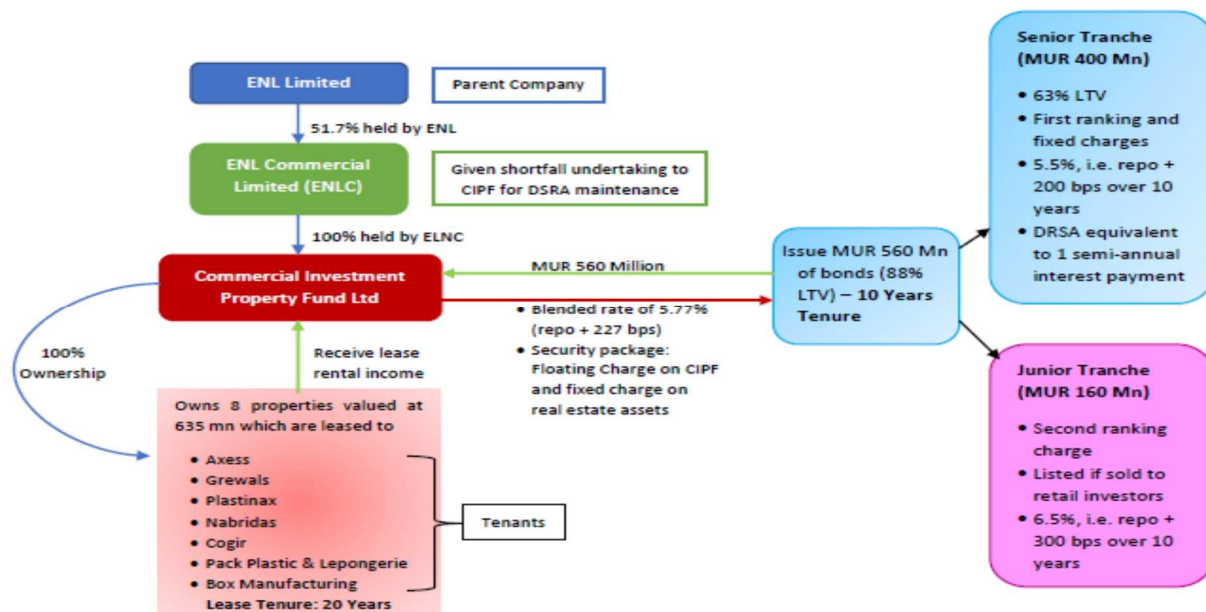 ENL Limited
Parent Company
51.7% held by ENL
ENL Commercial
Limited (ENLC)
Given shortfall undertaking to
CIPF for DSRA maintenance
100% held by ELNC
Commercial Investment
Property Fund Ltd
MUR 560 Million
• Blended rate of 5.77%
(repo + 227 bps)
• Security package:
Floating Charge on CIPF
and fixed charge on
real estate assets
Issue MUR 560 Mn
of bonds (88%
LTV) – 10 Years
Tenure
100%
Ownership
Receive lease
rental income
Owns 8 properties valued at
635 mn which are leased to
• Axess
• Grewals
• Plastinax
• Nabridas
• Cogir
• Pack Plastic & Lepongerie
• Box Manufacturing
Lease Tenure: 20 Years
Tenants
Senior Tranche
(MUR 400 Mn)
• 63% LTV
• First ranking and
fixed charges
• 5.5%, i.e. repo +
200 bps over 10
years
• DRSA equivalent
to 1 semi-annual
interest payment
Junior Tranche
(MUR 160 Mn)
• Second ranking
charge
• Listed if sold to
retail investors
• 6.5%, i.e. repo +
300 bps over 10
years